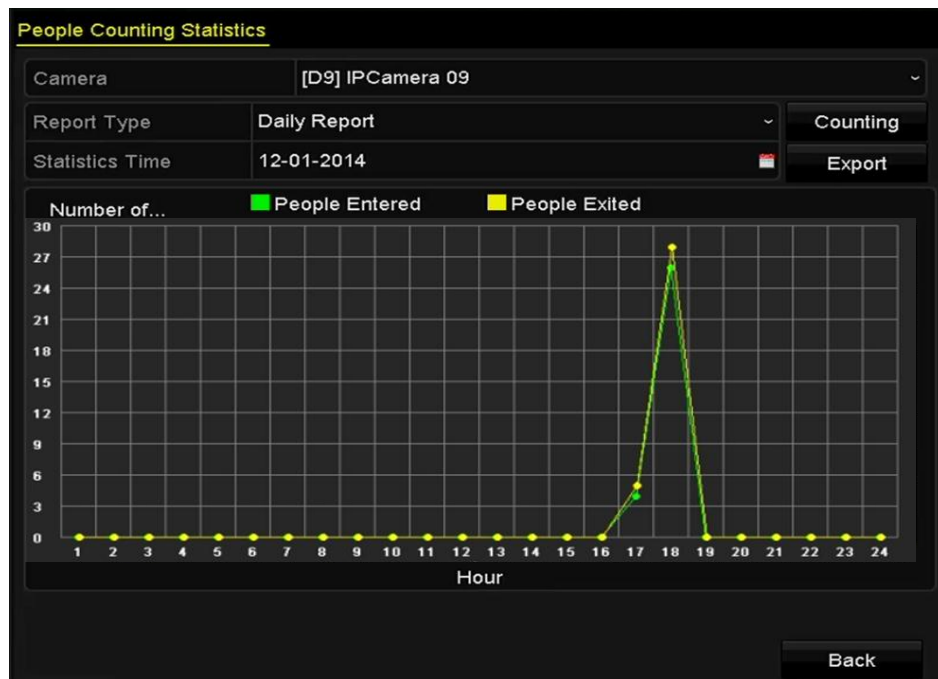 People Counting Statistics
Camera [D9] IPCamera 09
Report Type Daily Report Counting
Statistics Time 12-01-2014 Export
Number of... People Entered People Exited
30
27
24
21
18
15
12
9
6
3
0
1 2 3 4 5 6 7 8 9 10 11 12 13 14 15 16 17 18 19 20 21 22 23 24
Hour
Back